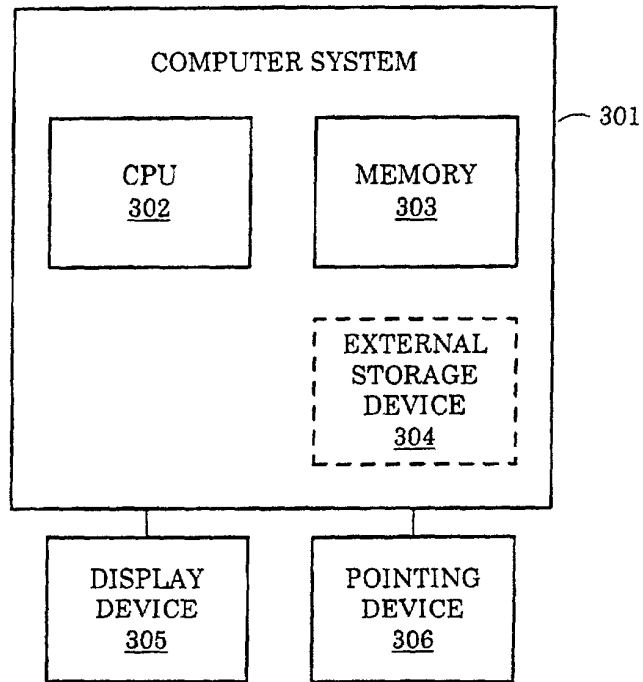 COMPUTER SYSTEM
301
CPU
302
MEMORY
303
EXTERNAL
STORAGE
DEVICE
304
DISPLAY
DEVICE
305
POINTING
DEVICE
306